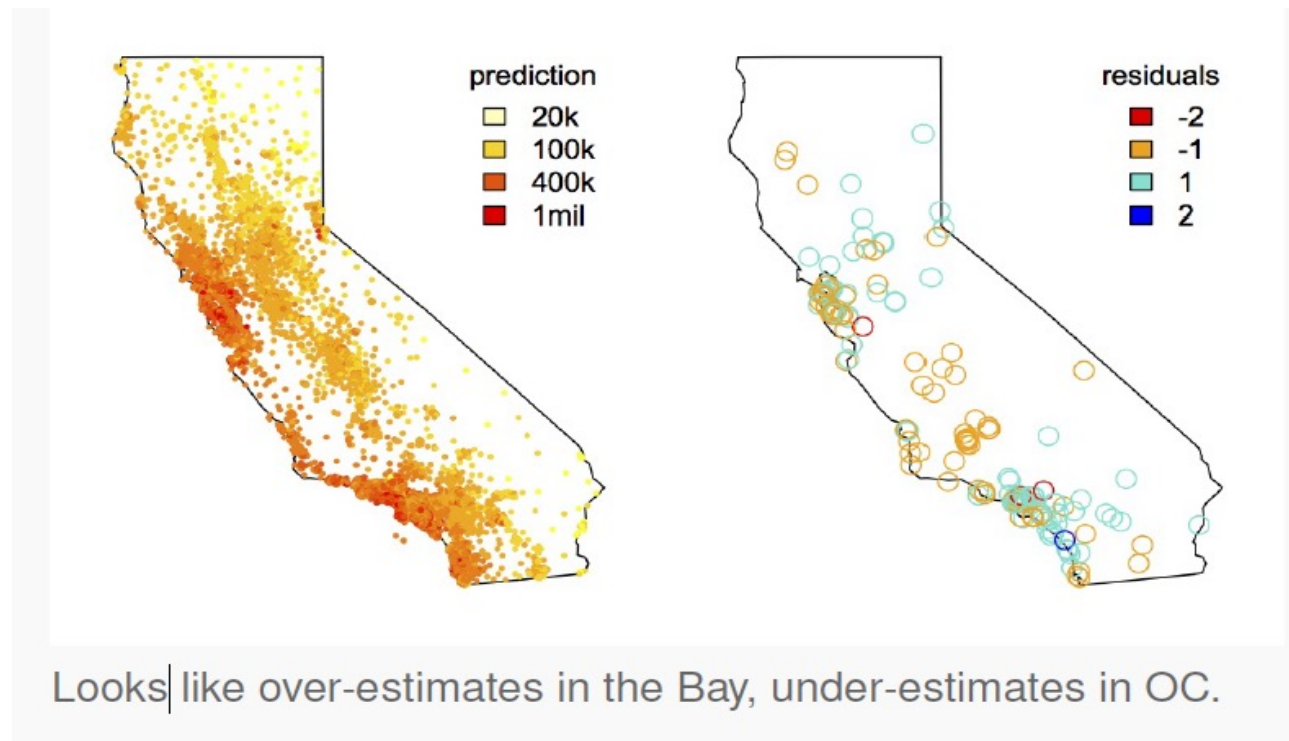 prediction
20k
100k
400k
1mil
residuals
-2
-1
1
2
Looks like over-estimates in the Bay, under-estimates in OC.